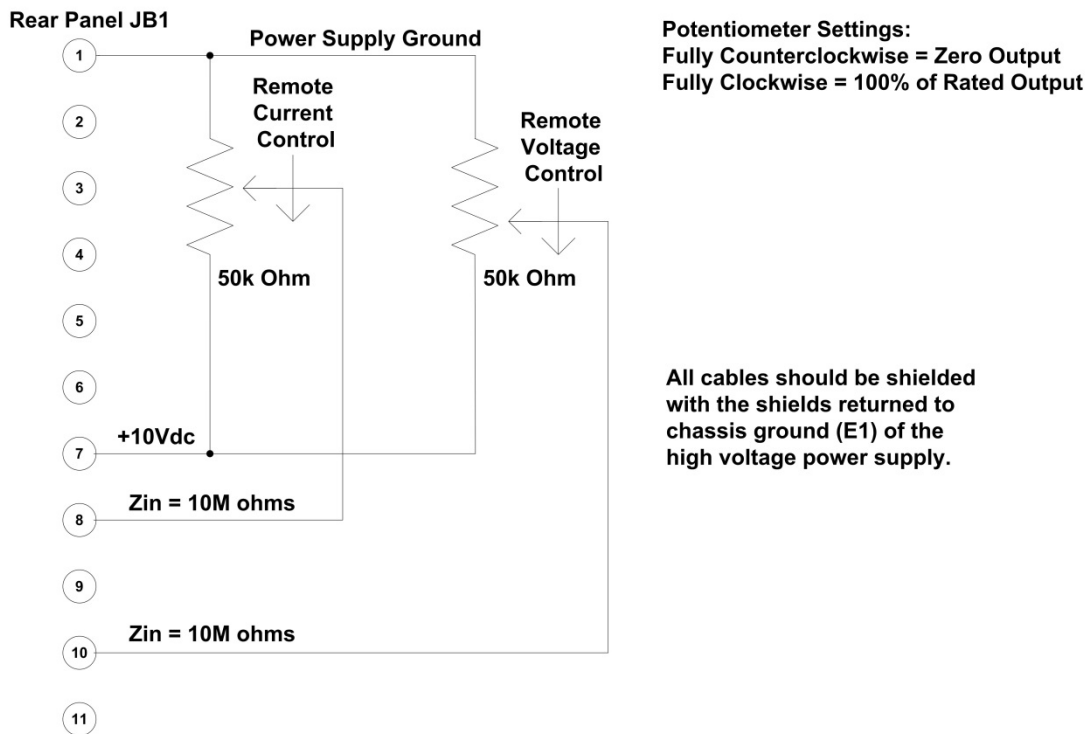 Rear Panel JB1
Power Supply Ground
Potentiometer Settings:
Fully Counterclockwise = Zero Output
Fully Clockwise = 100% of Rated Output
1
2
3
4
5
6
7
8
9
10
11
Remote
Current
Control
Remote
Voltage
Control
50k Ohm
50k Ohm
+10Vdc
Zin = 10M ohms
Zin = 10M ohms
All cables should be shielded
with the shields returned to
chassis ground (E1) of the
high voltage power supply.